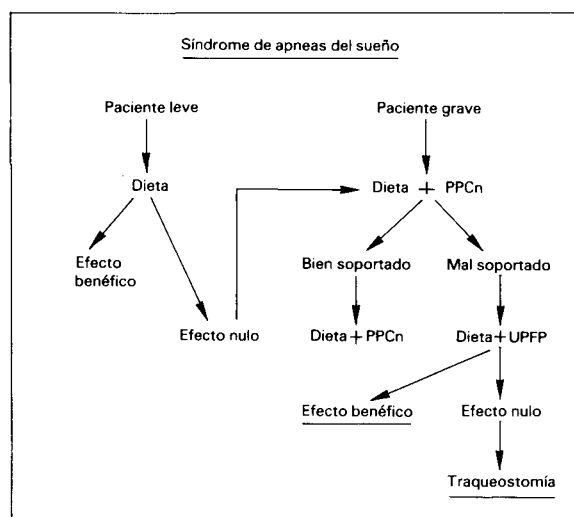 Síndrome de apneas del sueño
Paciente leve
Paciente grave
Dieta
Dieta + PPCn
Efecto
benéfico
Bien soportado
Mal soportado
Efecto nulo
Dieta + PPCn
Dieta + UPFP
Efecto benéfico
Efecto nulo
Traqueostomía